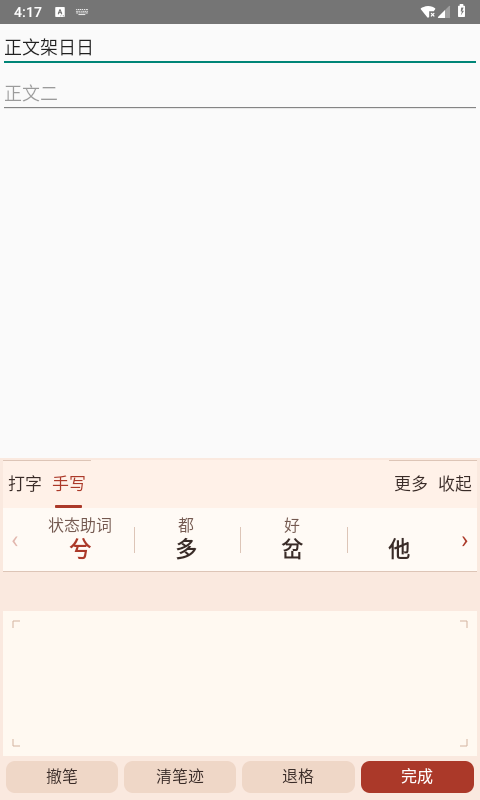 4:17
正文架日日
正文二
打字 手写 更多 收起
‹ 状态助词 都 好 ›
兮 多 岔 他
撤笔 清笔迹 退格 完成